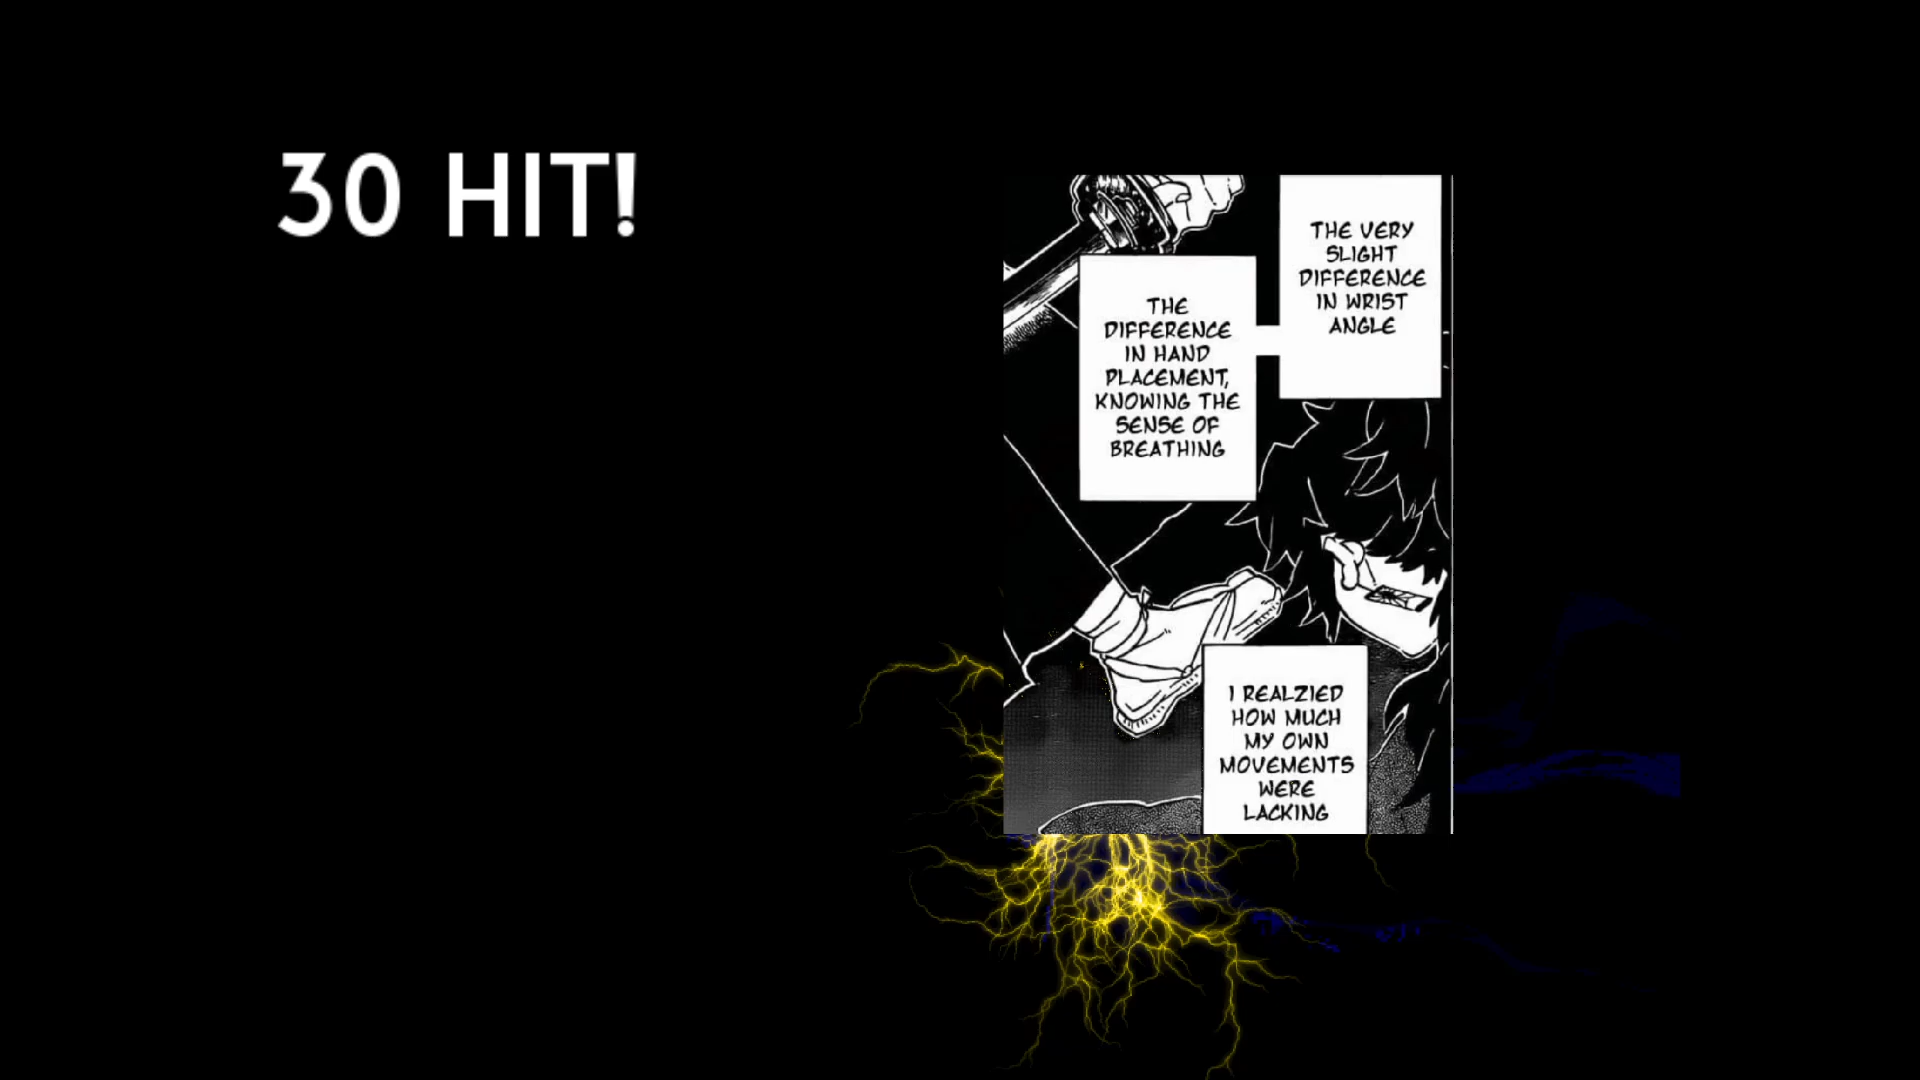 30 HIT!
THE VERY
SLIGHT
DIFFERENCE
IN WRIST
ANGLE
THE
DIFFERENCE
IN HAND
PLACEMENT,
KNOWING THE
SENSE OF
BREATHING
I REALZIED
HOW MUCH
MY OWN
MOVEMENTS
WERE
LACKING